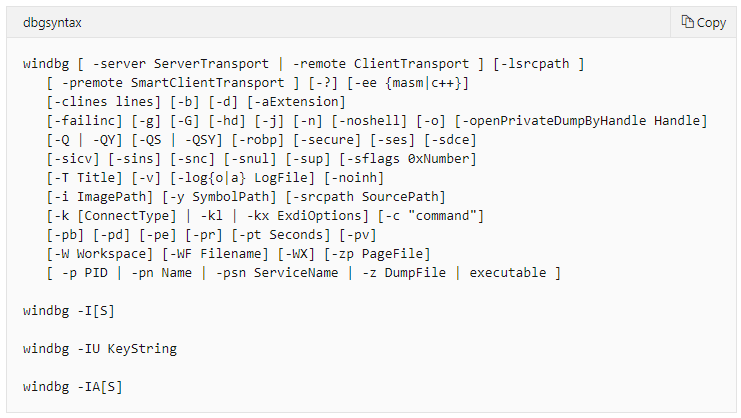 dbgsyntax
Copy
windbg [ -server ServerTransport | -remote ClientTransport ] [-lsrcpath ]
[ -premote SmartClientTransport ] [-?] [-ee {masm|c++}]
[-clines lines] [-b] [-d] [-aExtension]
[-failinc] [-g] [-G] [-hd] [-j] [-n] [-noshell] [-o] [-openPrivateDumpByHandle Handle]
[-Q | -QY] [-QS | -QSY] [-robp] [-secure] [-ses] [-sdce]
[-sicv] [-sins] [-snc] [-snul] [-sup] [-sflags 0xNumber]
[-T Title] [-v] [-log{o|a} LogFile] [-noinh]
[-i ImagePath] [-y SymbolPath] [-srcpath SourcePath]
[-k [ConnectType] | -kl | -kx ExdiOptions] [-c "command"]
[-pb] [-pd] [-pe] [-pr] [-pt Seconds] [-pv]
[-W Workspace] [-WF Filename] [-WX] [-zp PageFile]
[ -p PID | -pn Name | -psn ServiceName | -z DumpFile | executable ]
windbg -I[S]
windbg -IU KeyString
windbg -IA[S]